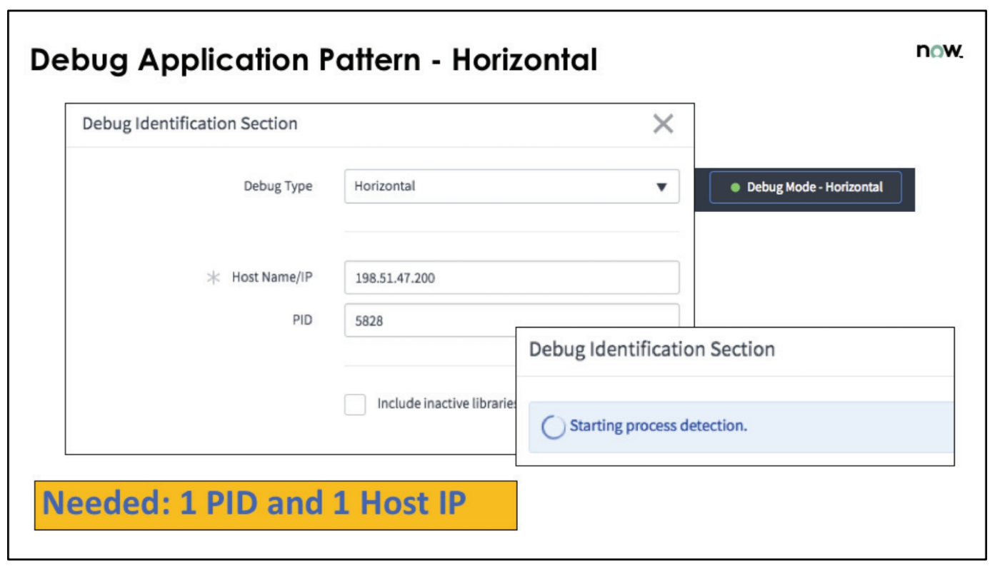 Debug Application Pattern - Horizontal
now.
Debug Identification Section
Debug Type
Horizontal
Debug Mode - Horizontal
* Host Name/IP
198.51.47.200
PID
5828
Include inactive libraries
Debug Identification Section
Starting process detection.
Needed: 1 PID and 1 Host IP